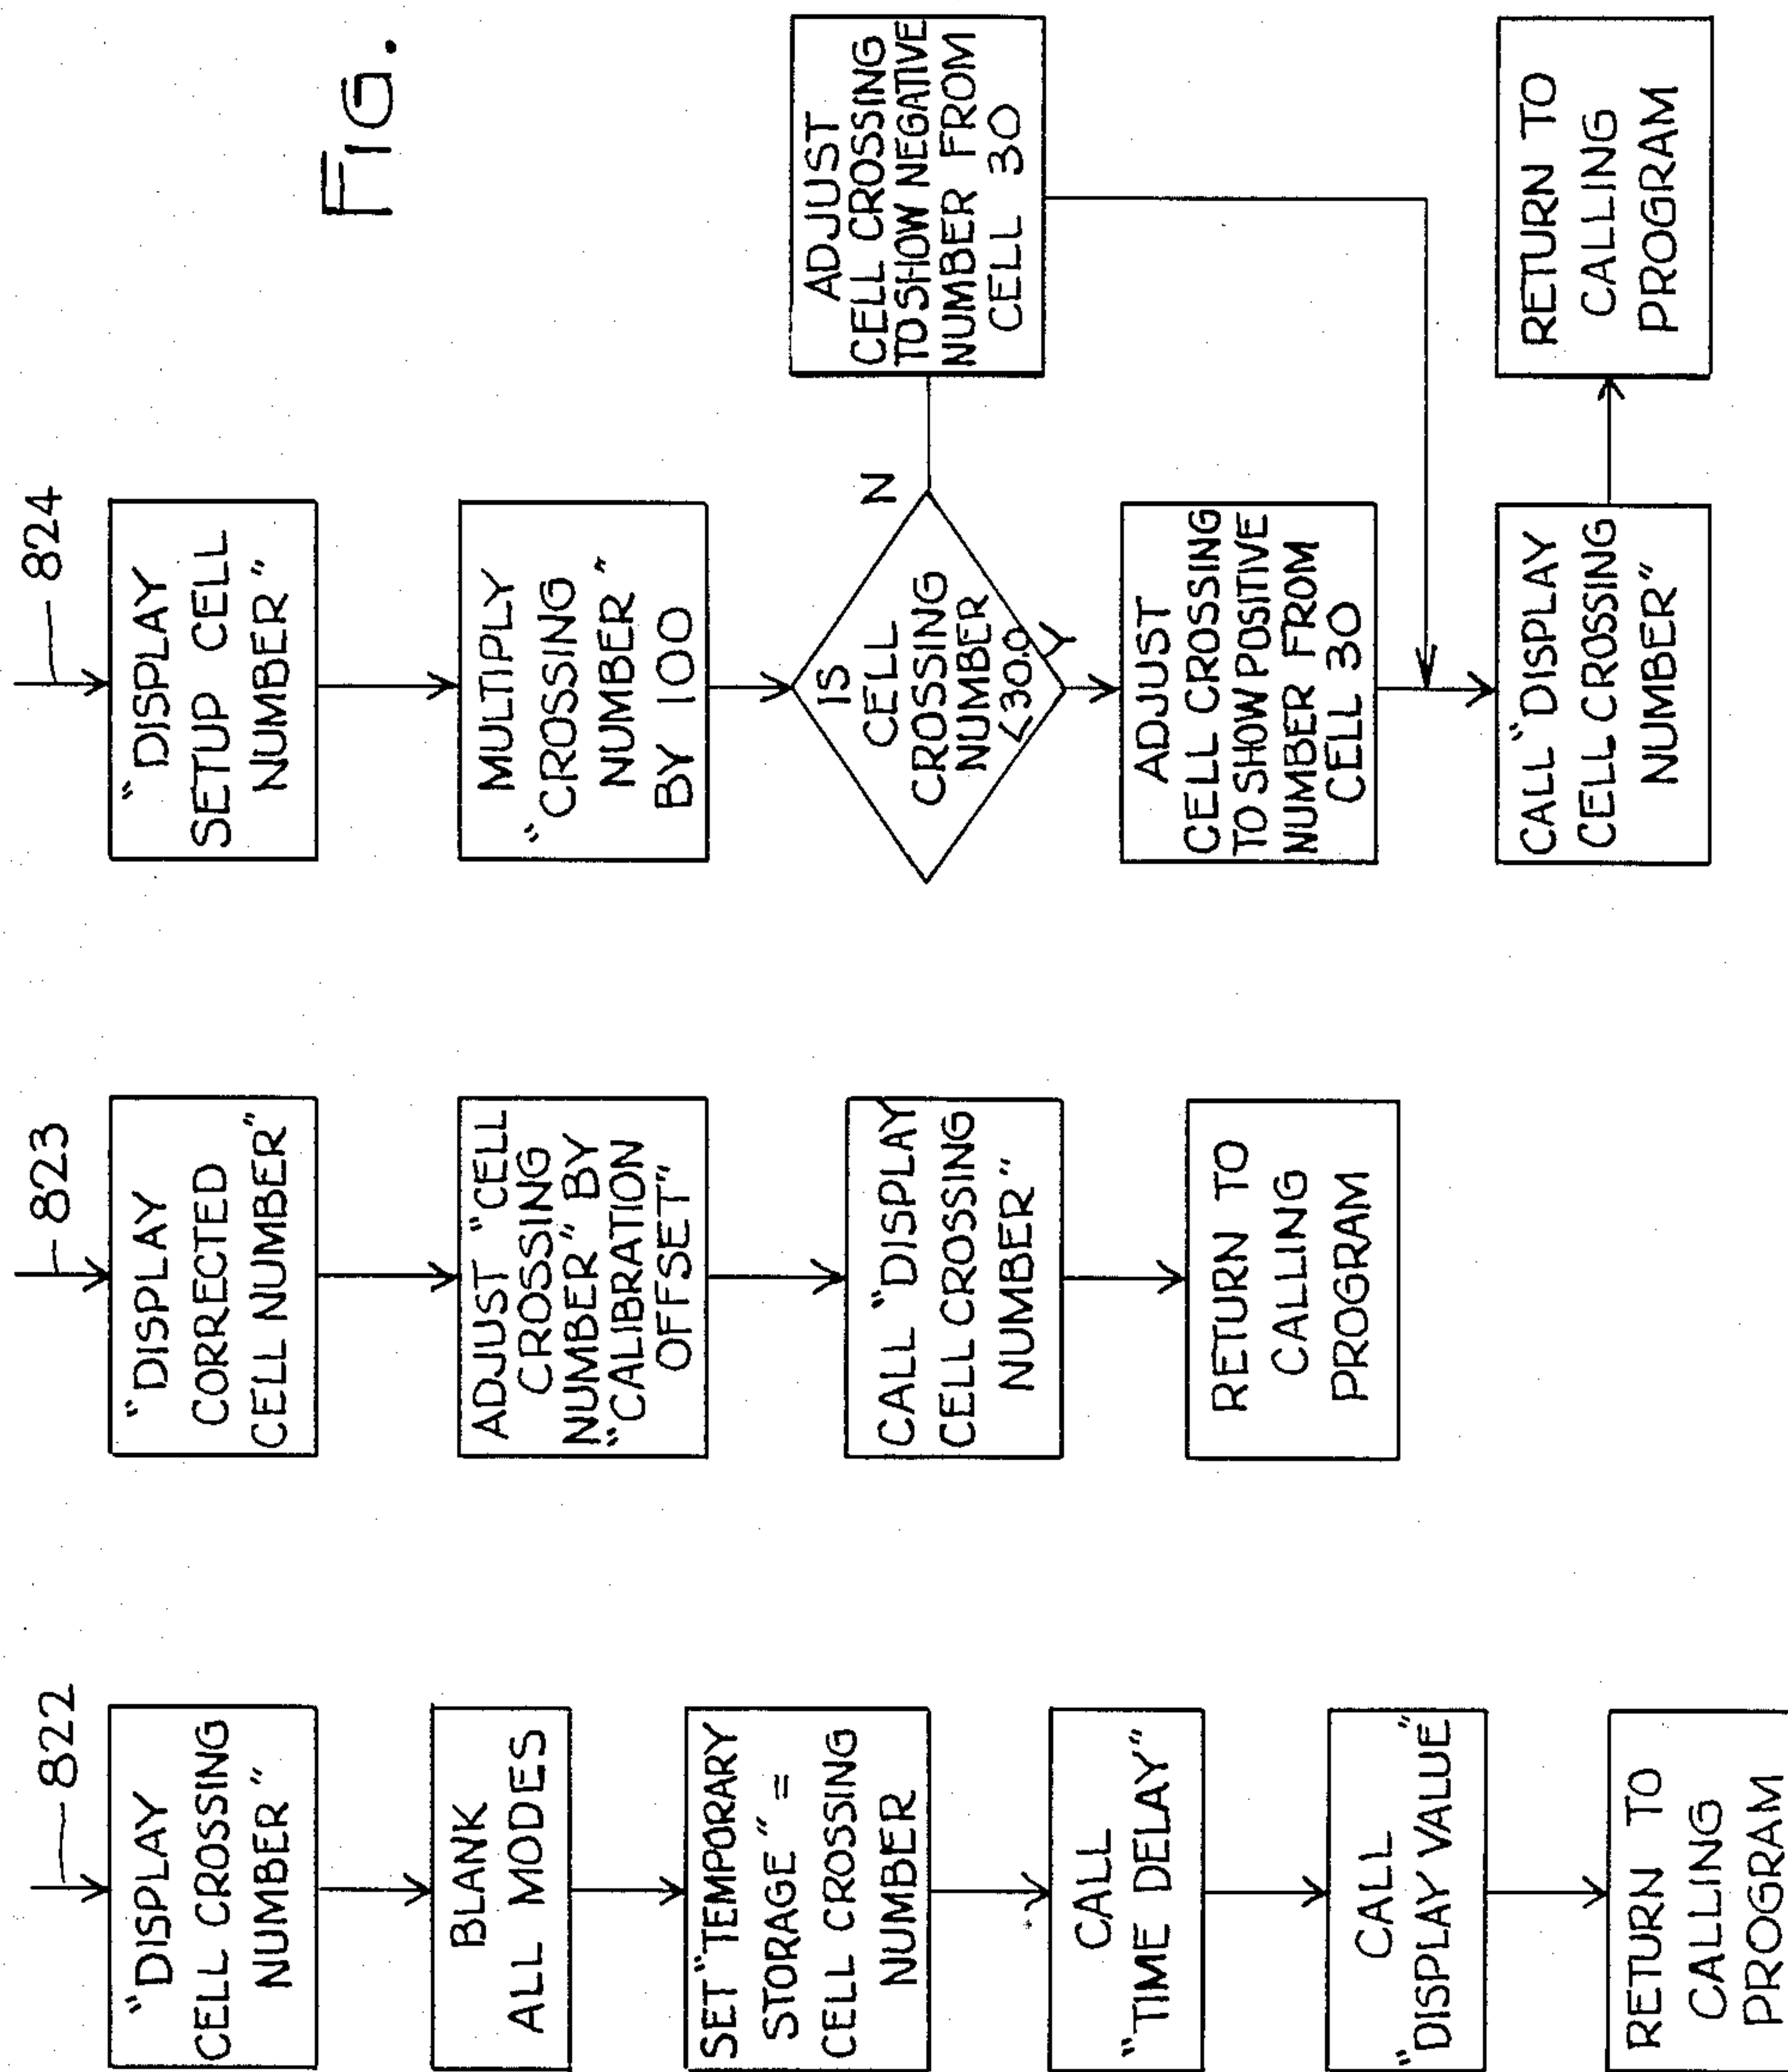 FIG.
822
"DISPLAY
CELL CROSSING
NUMBER"
BLANK
ALL MODES
SET "TEMPORARY
STORAGE" =
CELL CROSSING
NUMBER
CALL
"TIME DELAY"
CALL
"DISPLAY VALUE"
RETURN TO
CALLING
PROGRAM
823
"DISPLAY
CORRECTED
CELL NUMBER"
ADJUST "CELL
CROSSING
NUMBER" BY
"CALIBRATION
OFFSET"
CALL "DISPLAY
CELL CROSSING
NUMBER"
RETURN TO
CALLING
PROGRAM
824
"DISPLAY
SETUP CELL
NUMBER"
MULTIPLY
"CROSSING
NUMBER"
BY 100
IS
CELL
CROSSING
NUMBER
<30.0
N
Y
ADJUST
CELL CROSSING
TO SHOW NEGATIVE
NUMBER FROM
CELL 30
ADJUST
CELL CROSSING
TO SHOW POSITIVE
NUMBER FROM
CELL 30
CALL "DISPLAY
CELL CROSSING
NUMBER"
RETURN TO
CALLING
PROGRAM